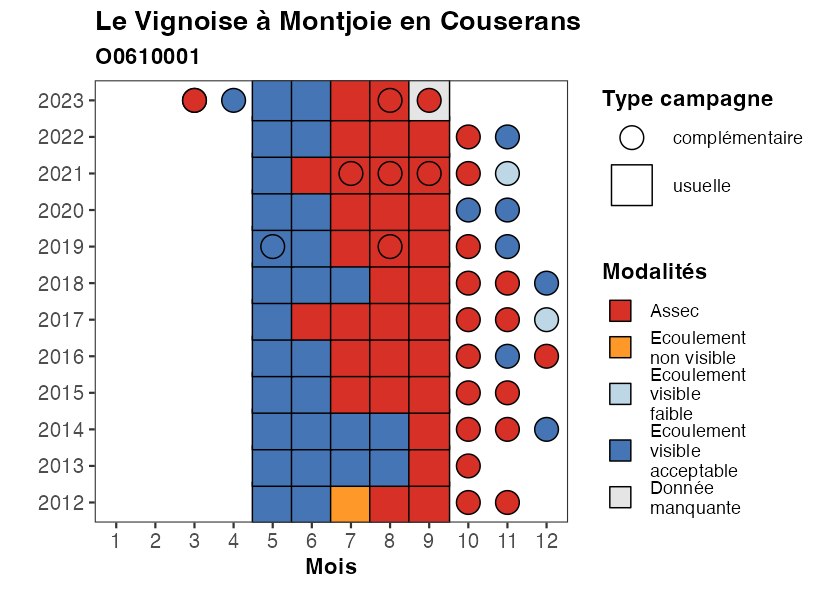 Le Vignoise à Montjoie en Couserans
O0610001
2023
2022
2021
2020
2019
2018
2017
2016
2015
2014
2013
2012
1 2 3 4 5 6 7 8 9 10 11 12
Mois
Type campagne
complémentaire
usuelle
Modalités
Assec
Ecoulement
non visible
Ecoulement
visible
faible
Ecoulement
visible
acceptable
Donnée
manquante